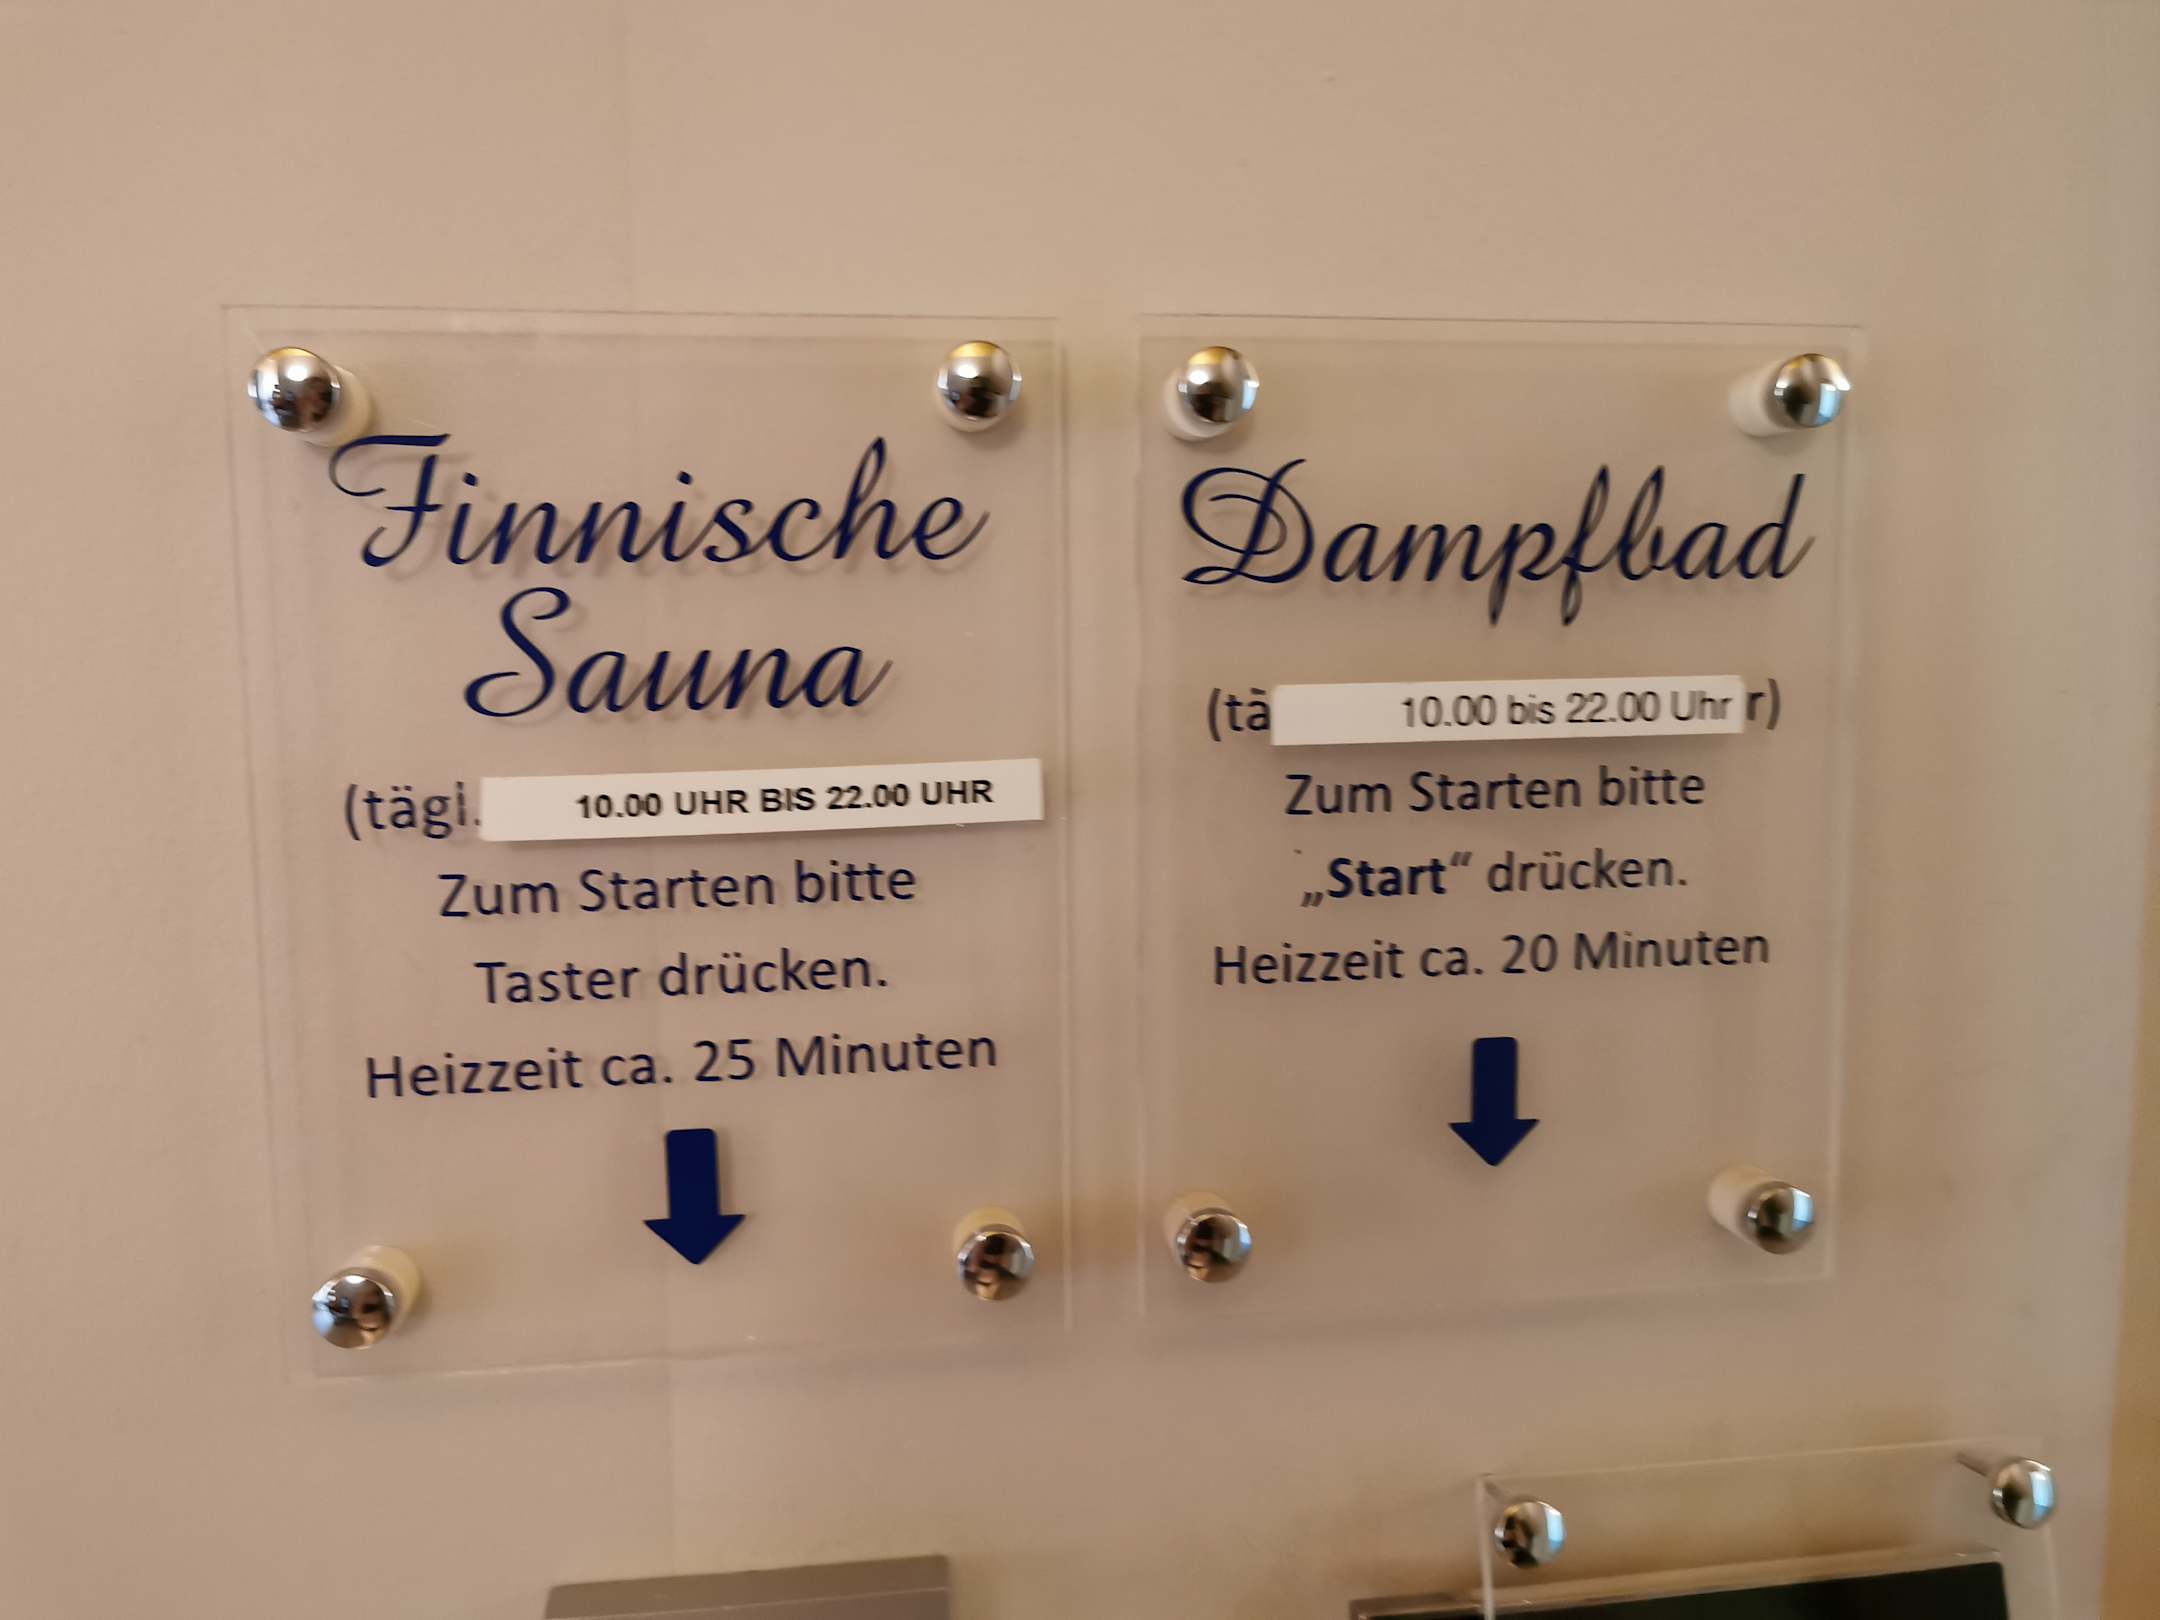 Finnische
Sauna
(tägl. 10.00 UHR BIS 22.00 UHR
Zum Starten bitte
Taster drücken.
Heizzeit ca. 25 Minuten
Dampfbad
(tä 10.00 bis 22.00 Uhr r)
Zum Starten bitte
„Start“ drücken.
Heizzeit ca. 20 Minuten